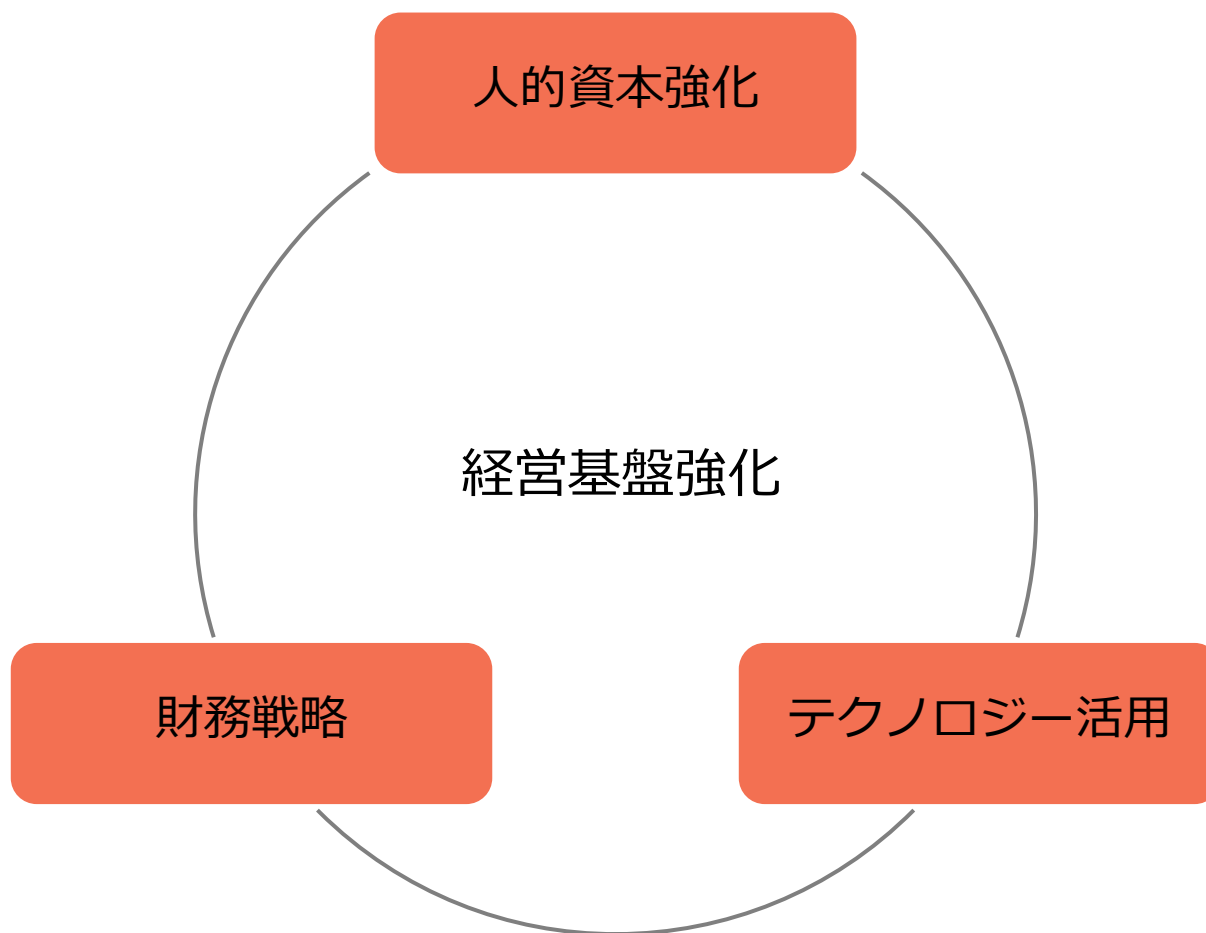 人的資本強化
経営基盤強化
財務戦略
テクノロジー活用